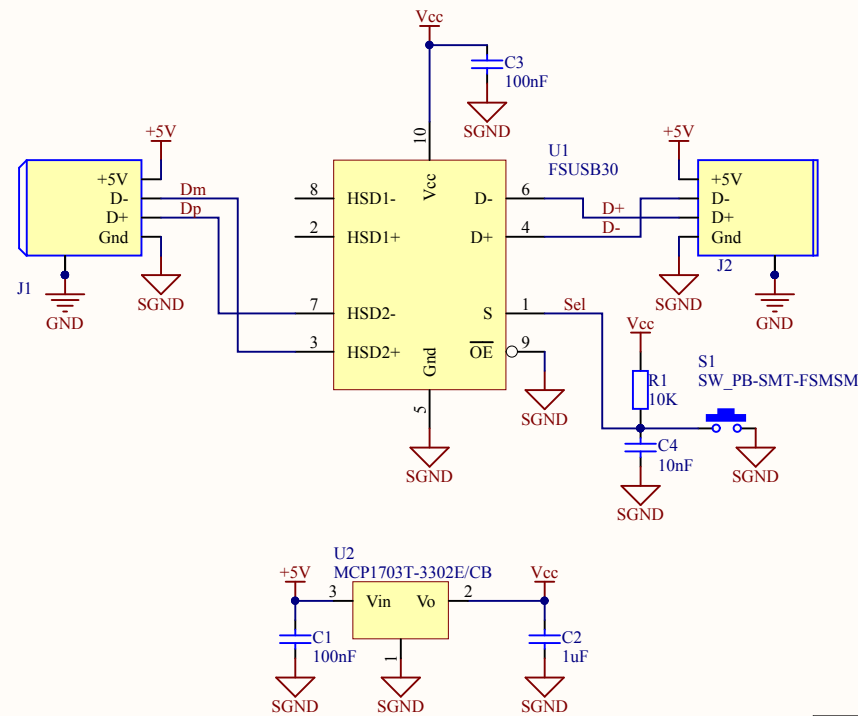 Vcc
C3
100nF
SGND
10
U1
FSUSB30
+5V
+5V
D-
D+
Gnd
Dm
Dp
J1
GND
SGND
8
HSD1-
2
HSD1+
7
HSD2-
3
HSD2+
Vcc
Gnd
5
SGND
D-
6
D+
4
S
1
OE
9
SGND
D+
D-
+5V
+5V
D-
D+
Gnd
J2
SGND
GND
Sel
Vcc
R1
10K
C4
10nF
SGND
S1
SW_PB-SMT-FSMSM
SGND
U2
MCP1703T-3302E/CB
+5V
3
Vin
Vo
2
Vcc
C1
100nF
1
C2
1uF
SGND
SGND
SGND